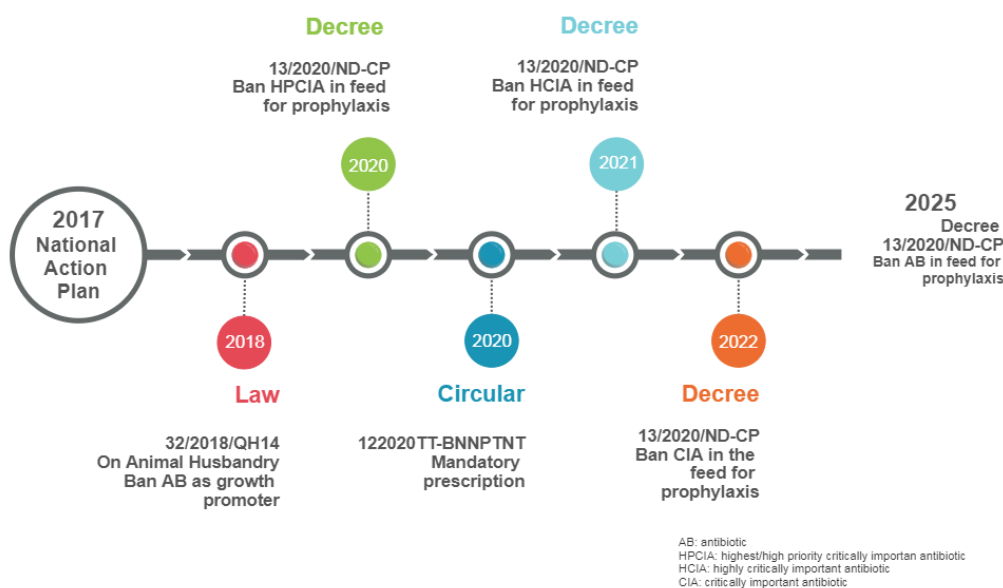 2017
National
Action
Plan
2018
Law
32/2018/QH14
On Animal Husbandry
Ban AB as growth
promoter
Decree
13/2020/ND-CP
Ban HPCIA in feed
for prophylaxis
2020
2020
Circular
122020TT-BNNPTNT
Mandatory
prescription
Decree
13/2020/ND-CP
Ban HCIA in feed
for prophylaxis
2021
2022
Decree
13/2020/ND-CP
Ban CIA in the
feed for
prophylaxis
2025
Decree
13/2020/ND-CP
Ban AB in feed for
prophylaxis
AB: antibiotic
HPCIA: highest/high priority critically importan antibiotic
HCIA: highly critically important antibiotic
CIA: critically important antibiotic